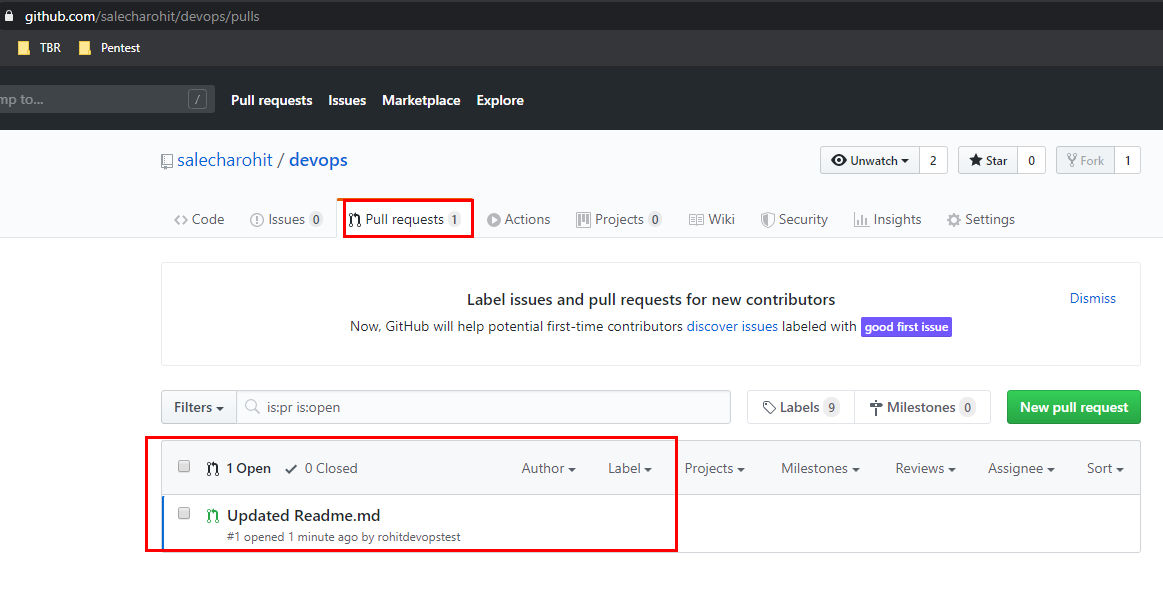 github.com/salecharohit/devops/pulls
TBR Pentest
mp to... / Pull requests Issues Marketplace Explore
salecharohit / devops Unwatch 2 Star 0 Fork 1
Code Issues 0 Pull requests 1 Actions Projects 0 Wiki Security Insights Settings
Label issues and pull requests for new contributors Dismiss
Now, GitHub will help potential first-time contributors discover issues labeled with good first issue
Filters is:pr is:open Labels 9 Milestones 0 New pull request
1 Open 0 Closed Author Label Projects Milestones Reviews Assignee Sort
Updated Readme.md
#1 opened 1 minute ago by rohitdevopstest